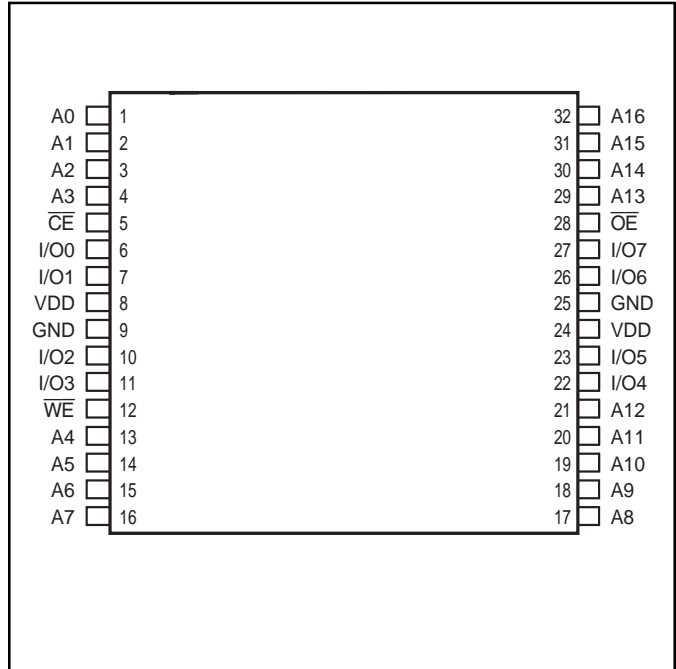 A0 1 32 A16
A1 2 31 A15
A2 3 30 A14
A3 4 29 A13
C̅E̅ 5 28 O̅E̅
I/O0 6 27 I/O7
I/O1 7 26 I/O6
VDD 8 25 GND
GND 9 24 VDD
I/O2 10 23 I/O5
I/O3 11 22 I/O4
W̅E̅ 12 21 A12
A4 13 20 A11
A5 14 19 A10
A6 15 18 A9
A7 16 17 A8